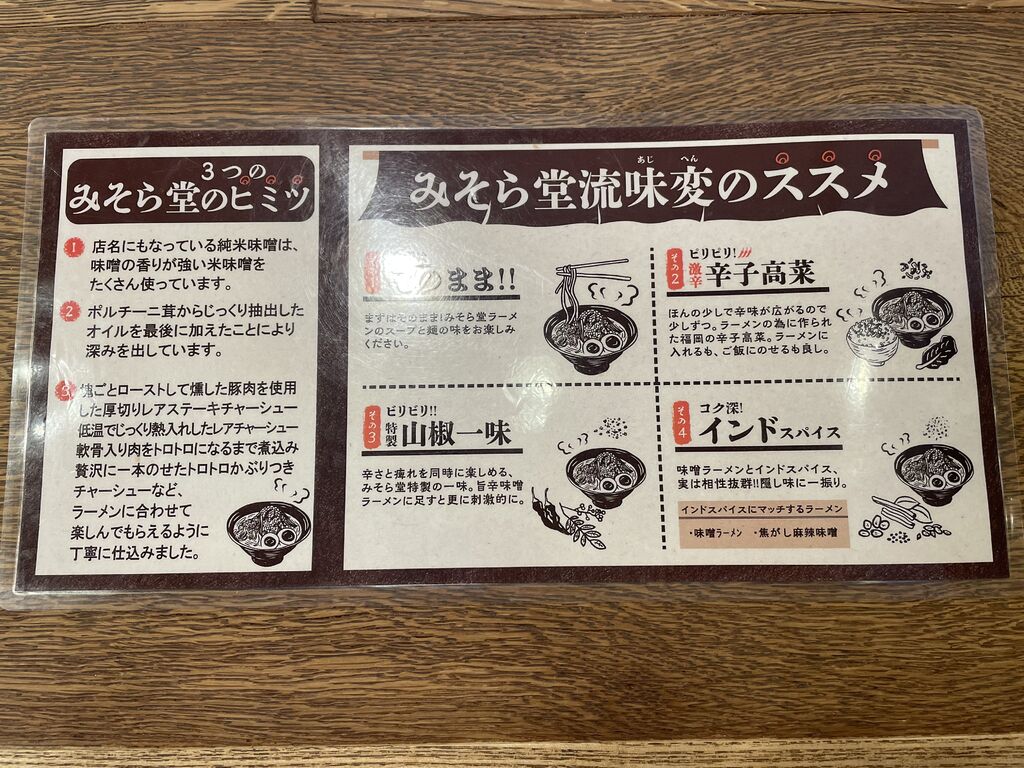 3つの
みそら堂のヒミツ
1
店名にもなっている純米味噌は、
味噌の香りが強い米味噌を
たくさん使っています。
2
ポルチーニ茸からじっくり抽出した
オイルを最後に加えたことにより
深みを出しています。
3
塊ごとローストして燻した豚肉を使用
した厚切りレアステーキチャーシュー
低温でじっくり熱入れしたレアチャーシュー
軟骨入り肉をトロトロになるまで煮込み
贅沢に一本のせたトロトロかぶりつき
チャーシューなど、
ラーメンに合わせて
楽しんでもらえるように
丁寧に仕込みました。
あじ へん
みそら堂流味変のススメ
のまま!!
まずはそのまま!みそら堂ラーメ
ンのスープと麺の味をお楽しみ
ください。
その2
ピリピリ!
激辛 辛子高菜
ほんの少しで辛味が広がるので
少しずつ。ラーメンの為に作られ
た福岡の辛子高菜。ラーメンに
入れるも、ご飯にのせるも良し。
その3
ビリビリ!!
特製 山椒一味
辛さと痺れを同時に楽しめる、
みそら堂特製の一味。旨辛味噌
ラーメンに足すと更に刺激的に。
その4
コク深!
インドスパイス
味噌ラーメンとインドスパイス、
実は相性抜群!!隠し味に一振り。
インドスパイスにマッチするラーメン
・味噌ラーメン ・焦がし麻辣味噌